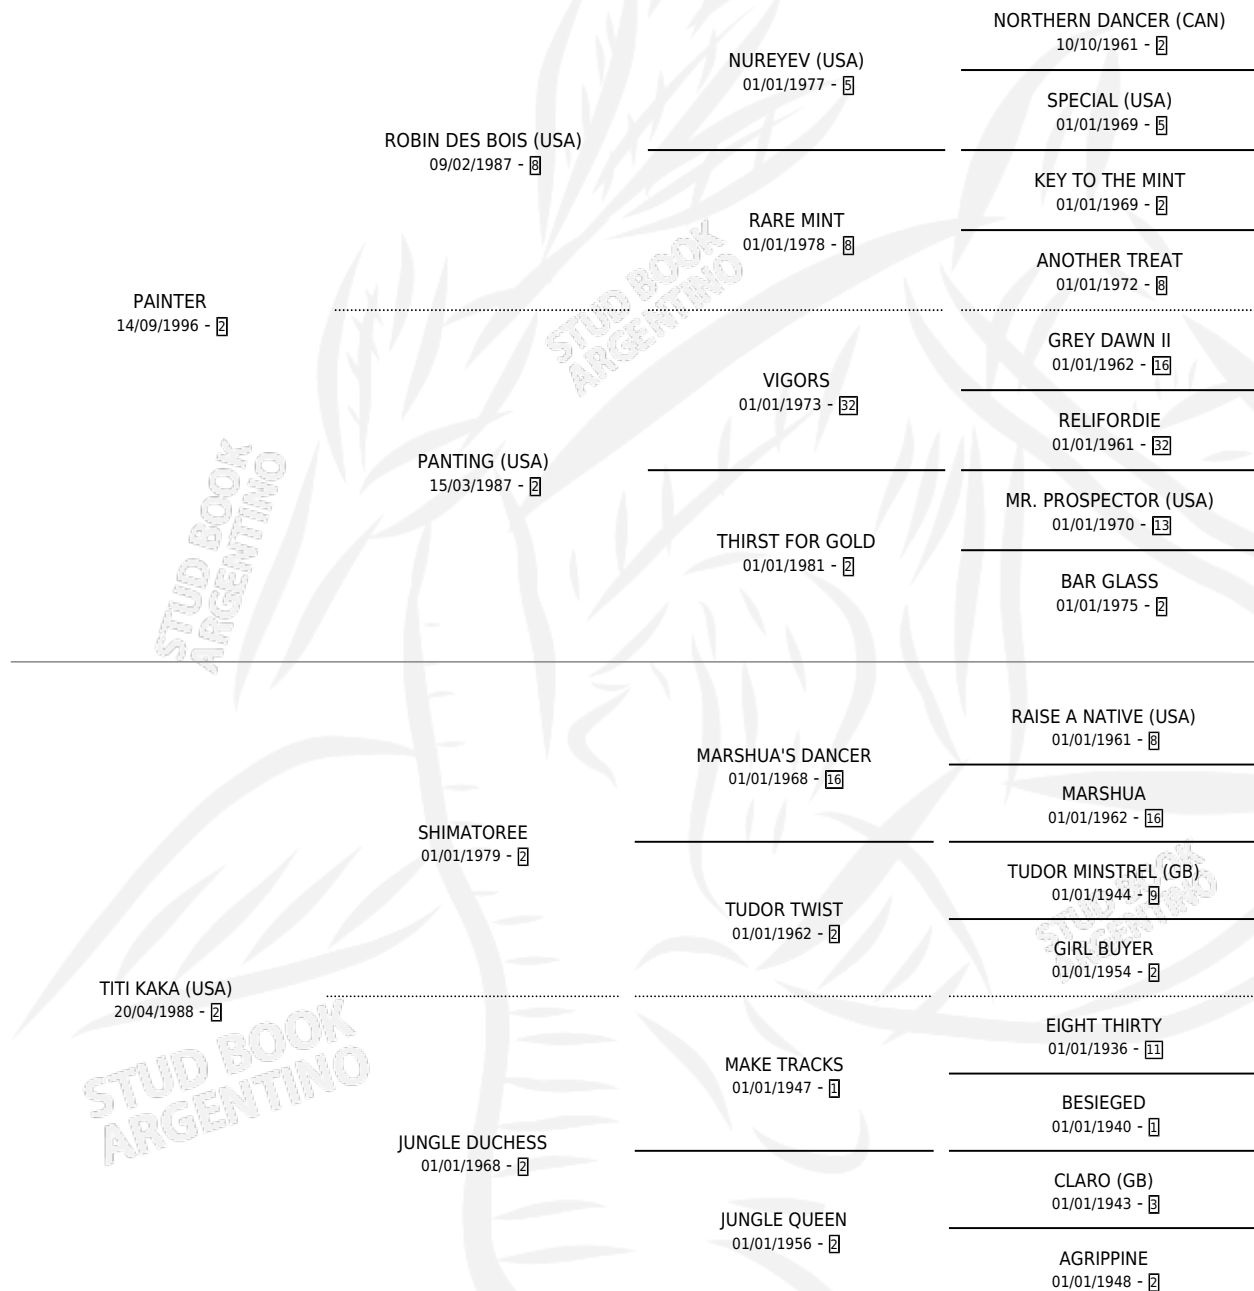 NORTHERN DANCER (CAN)
10/10/1961 - 2
NUREYEV (USA)
01/01/1977 - 5
SPECIAL (USA)
01/01/1969 - 5
ROBIN DES BOIS (USA)
09/02/1987 - 8
KEY TO THE MINT
01/01/1969 - 2
RARE MINT
01/01/1978 - 8
ANOTHER TREAT
01/01/1972 - 8
PAINTER
14/09/1996 - 2
GREY DAWN II
01/01/1962 - 16
VIGORS
01/01/1973 - 32
RELIFORDIE
01/01/1961 - 32
PANTING (USA)
15/03/1987 - 2
MR. PROSPECTOR (USA)
01/01/1970 - 13
THIRST FOR GOLD
01/01/1981 - 2
BAR GLASS
01/01/1975 - 2
RAISE A NATIVE (USA)
01/01/1961 - 8
MARSHUA'S DANCER
01/01/1968 - 16
MARSHUA
01/01/1962 - 16
SHIMATOREE
01/01/1979 - 2
TUDOR MINSTREL (GB)
01/01/1944 - 9
TUDOR TWIST
01/01/1962 - 2
GIRL BUYER
01/01/1954 - 2
TITI KAKA (USA)
20/04/1988 - 2
EIGHT THIRTY
01/01/1936 - 11
MAKE TRACKS
01/01/1947 - 1
BESIEGED
01/01/1940 - 1
JUNGLE DUCHESS
01/01/1968 - 2
CLARO (GB)
01/01/1943 - 3
JUNGLE QUEEN
01/01/1956 - 2
AGRIPPINE
01/01/1948 - 2
STUD BOOK
ARGENTINO
STUD BOOK
ARGENTINO
STUD BOOK
ARGENTINO
STUD BOOK
ARGENTINO